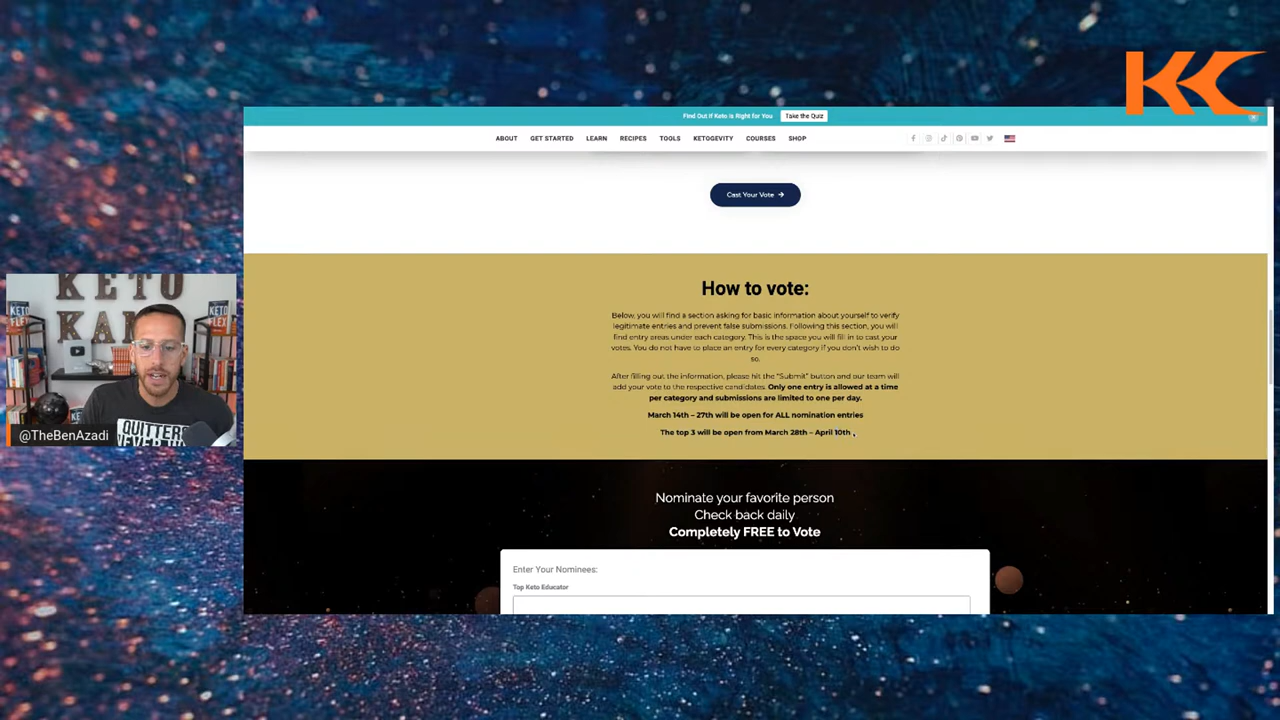 KC
Find Out if Keto is Right for You
Take the Quiz
ABOUT GET STARTED LEARN RECIPES TOOLS KETOGEVITY COURSES SHOP
Cast Your Vote →
How to vote:
Below, you will find a section asking for basic information about yourself to verify
legitimate entries and prevent false submissions. Following this section, you will
find entry areas under each category. This is the space you will fill in to cast your
votes. You do not have to place an entry for every category if you don't wish to do
so.
After filling out the information, please hit the "Submit" button and our team will
add your vote to the respective candidates. Only one entry is allowed at a time
per category and submissions are limited to one per day.
March 14th – 27th will be open for ALL nomination entries
The top 3 will be open from March 28th – April 10th
Nominate your favorite person
Check back daily
Completely FREE to Vote
Enter Your Nominees:
Top Keto Educator
KETO
KA
KETO
FLEX
KETO
FLEX
QUITTERS
@TheBenAzadi